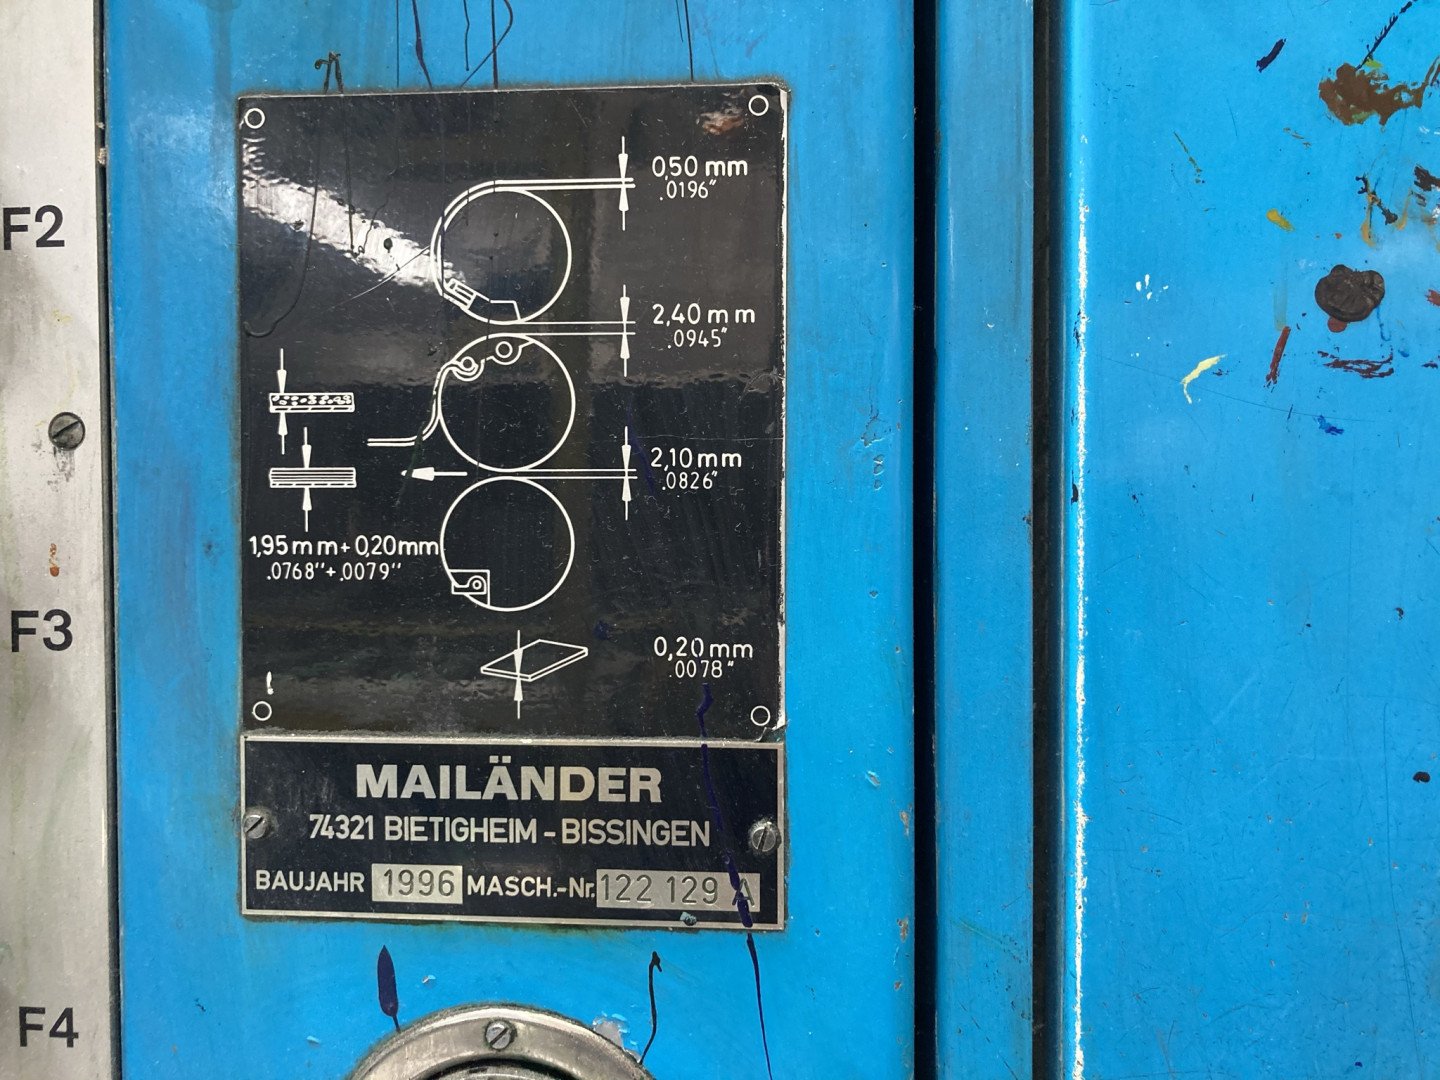 F2
0,50 mm
.0196"
2,40 mm
.0945"
2,10 mm
.0826"
1,95 mm + 0,20 mm
.0768'' + .0079''
F3
0,20 mm
.0078"
MAILÄNDER
74321 BIETIGHEIM - BISSINGEN
BAUJAHR 1996 MASCH.-Nr. 122 129 A
F4